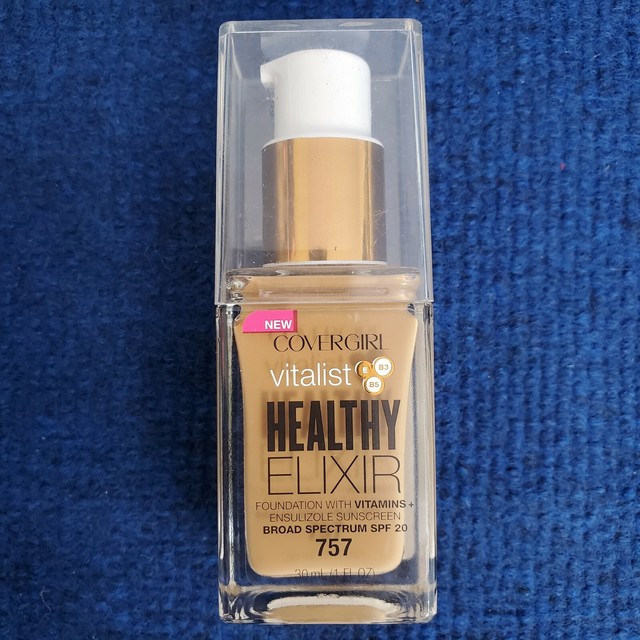 NEW
COVERGIRL
vitalist E B3
B5
HEALTHY
ELIXIR
FOUNDATION WITH VITAMINS +
ENSULIZOLE SUNSCREEN
BROAD SPECTRUM SPF 20
757
30 mL (1 FL OZ)